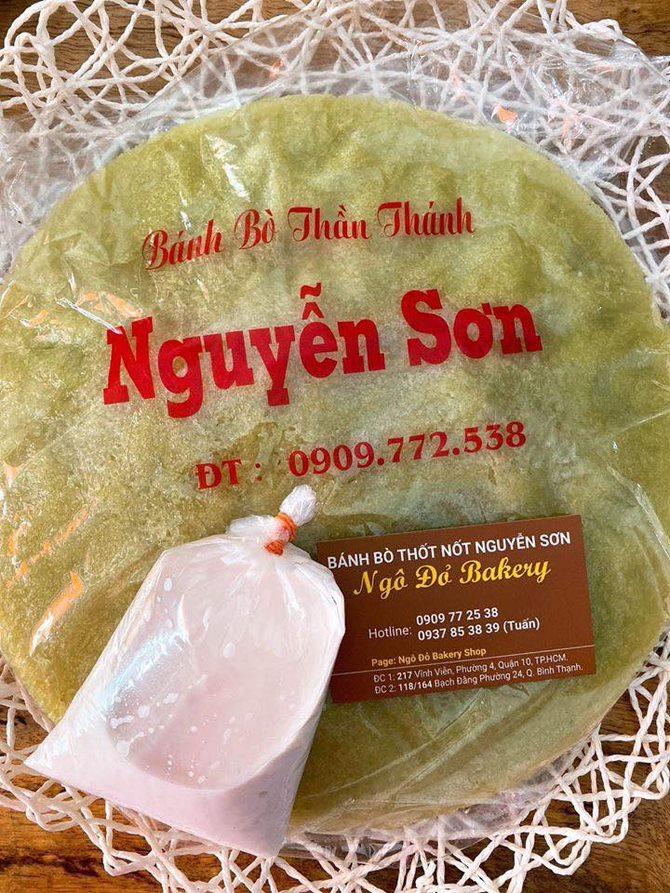 Bánh Bò Thần Thánh
Nguyễn Sơn
ĐT : 0909.772.538
BÁNH BÒ THỐT NỐT NGUYỄN SƠN
Ngô Đỏ Bakery
Hotline: 0909 77 25 38
0937 85 38 39 (Tuấn)
Page: Ngô Đỏ Bakery Shop
ĐC 1: 217 Vĩnh Viễn, Phường 4, Quận 10, TP.HCM.
ĐC 2: 118/164 Bạch Đằng Phường 24, Q. Bình Thạnh.